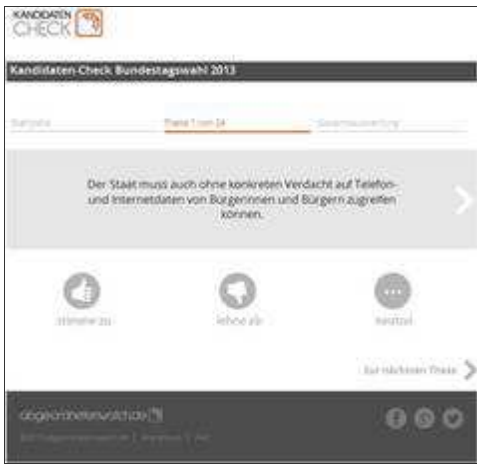 KANDIDATEN
CHECK
Kandidaten-Check Bundestagswahl 2013
Startseite These 1 von 24 Gesamtauswertung
Der Staat muss auch ohne konkreten Verdacht auf Telefon-
und Internetdaten von Bürgerinnen und Bürgern zugreifen
können.
stimme zu lehne ab neutral
zur nächsten These
abgeordnetenwatch.de